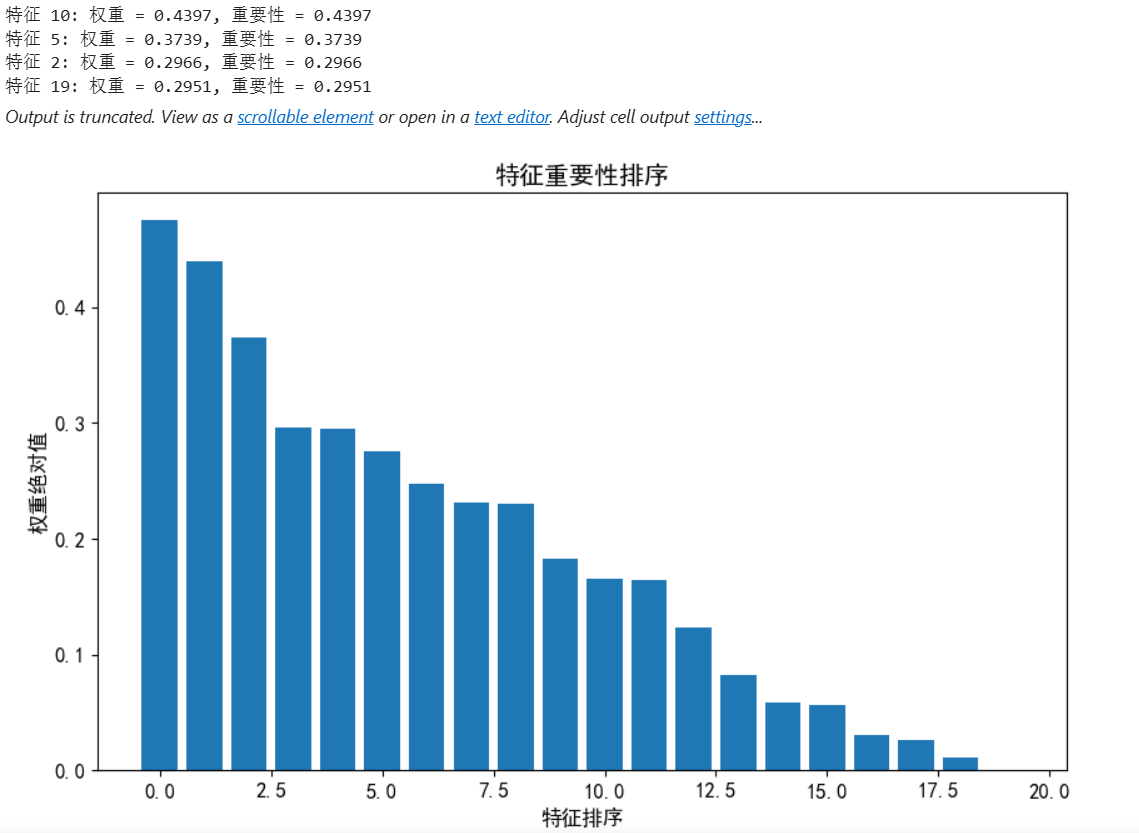 特征 10: 权重 = 0.4397, 重要性 = 0.4397
特征 5: 权重 = 0.3739, 重要性 = 0.3739
特征 2: 权重 = 0.2966, 重要性 = 0.2966
特征 19: 权重 = 0.2951, 重要性 = 0.2951
Output is truncated. View as a scrollable element or open in a text editor. Adjust cell output settings...
特征重要性排序
0.4
0.3
0.2
0.1
0.0
权重绝对值
0.0 2.5 5.0 7.5 10.0 12.5 15.0 17.5 20.0
特征排序